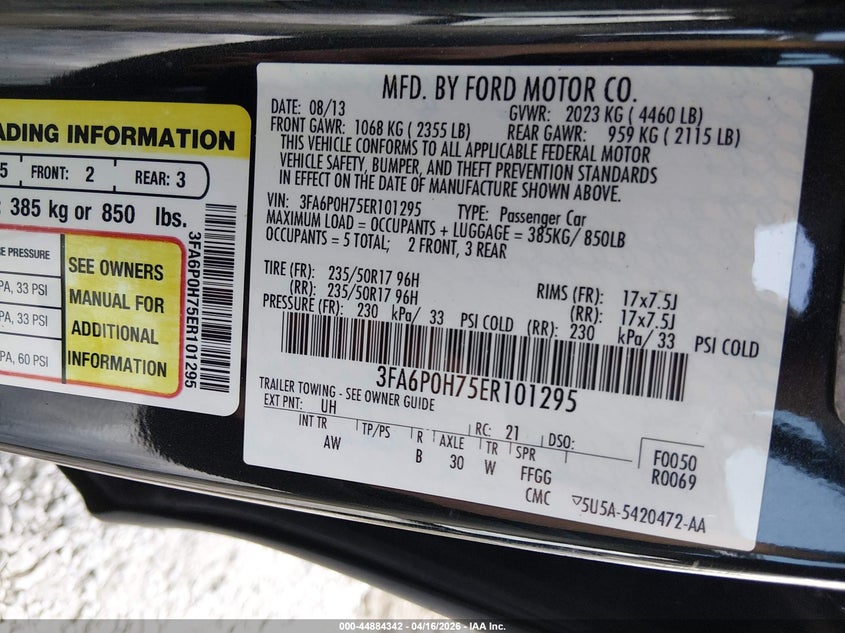 ADING INFORMATION
5 FRONT: 2 REAR: 3
: 385 kg or 850 lbs.
RE PRESSURE
PA, 33 PSI
PA, 33 PSI
PA, 60 PSI
SEE OWNERS
MANUAL FOR
ADDITIONAL
INFORMATION
3FA6P0H75ER101295
MFD. BY FORD MOTOR CO.
DATE: 08/13 GVWR: 2023 KG ( 4460 LB)
FRONT GAWR: 1068 KG ( 2355 LB) REAR GAWR: 959 KG ( 2115 LB)
THIS VEHICLE CONFORMS TO ALL APPLICABLE FEDERAL MOTOR
VEHICLE SAFETY, BUMPER, AND THEFT PREVENTION STANDARDS
IN EFFECT ON THE DATE OF MANUFACTURE SHOWN ABOVE.
VIN: 3FA6P0H75ER101295 TYPE: Passenger Car
MAXIMUM LOAD = OCCUPANTS + LUGGAGE = 385KG/ 850LB
OCCUPANTS = 5 TOTAL; 2 FRONT, 3 REAR
TIRE (FR): 235/50R17 96H RIMS (FR): 17x7.5J
(RR): 235/50R17 96H (RR): 17x7.5J
PRESSURE (FR): 230 kPa/ 33 PSI COLD (RR): 230 kPa/ 33 PSI COLD
3FA6P0H75ER101295
TRAILER TOWING - SEE OWNER GUIDE
EXT PNT: UH RC: 21 DSO:
INT TR TP/PS R AXLE TR SPR F0050
AW B 30 W FFGG R0069
CMC ▽5U5A-5420472-AA
000-44884342 - 04/16/2026 - IAA Inc.